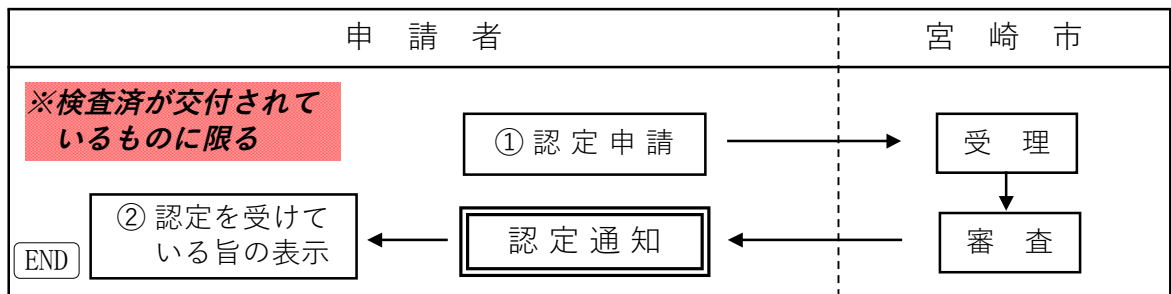 申請者
宮崎市
※検査済が交付されて
いるものに限る
①認定申請
受理
②認定を受けて
いる旨の表示
認定通知
審査
END